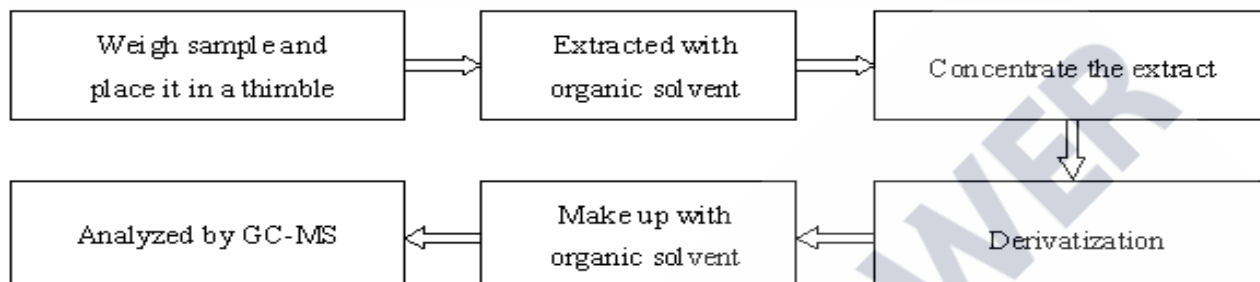 Weigh sample and
place it in a thimble
Extracted with
organic solvent
Concentrate the extract
Derivatization
Make up with
organic solvent
Analyzed by GC-MS
WER